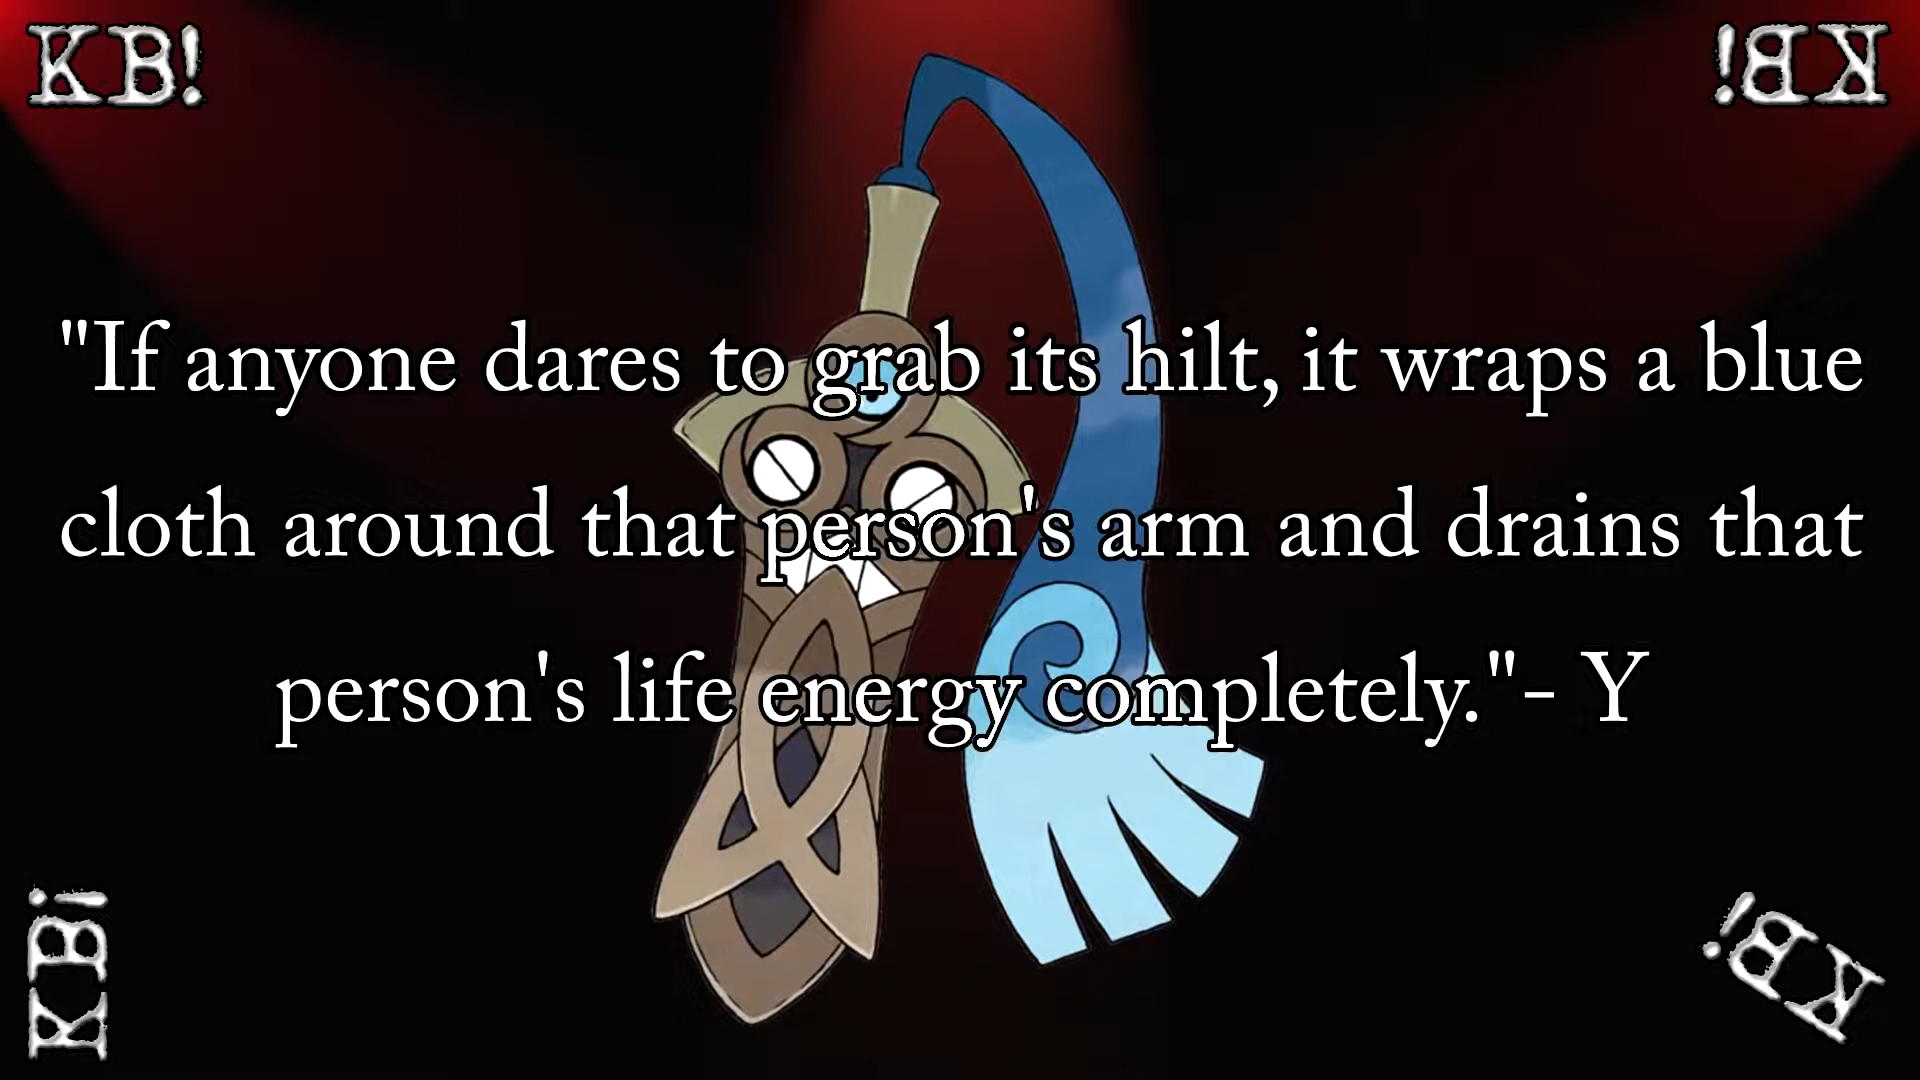 KB!
KB!
"If anyone dares to grab its hilt, it wraps a blue
cloth around that person's arm and drains that
person's life energy completely."- Y
KB!
KB!